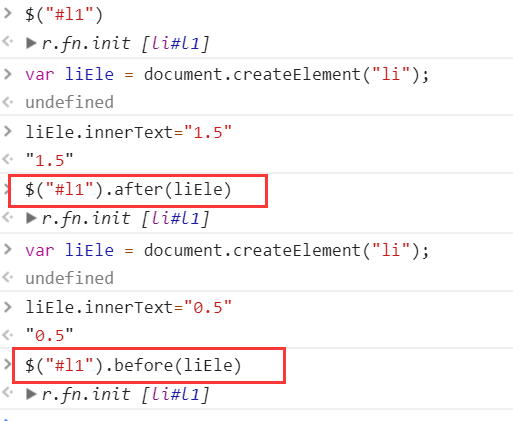 > $("#l1")
<· ▶ r.fn.init [li#l1]
> var liEle = document.createElement("li");
<· undefined
> liEle.innerText="1.5"
<· "1.5"
> $("#l1").after(liEle)
<· ▶ r.fn.init [li#l1]
> var liEle = document.createElement("li");
<· undefined
> liEle.innerText="0.5"
<· "0.5"
> $("#l1").before(liEle)
<· ▶ r.fn.init [li#l1]